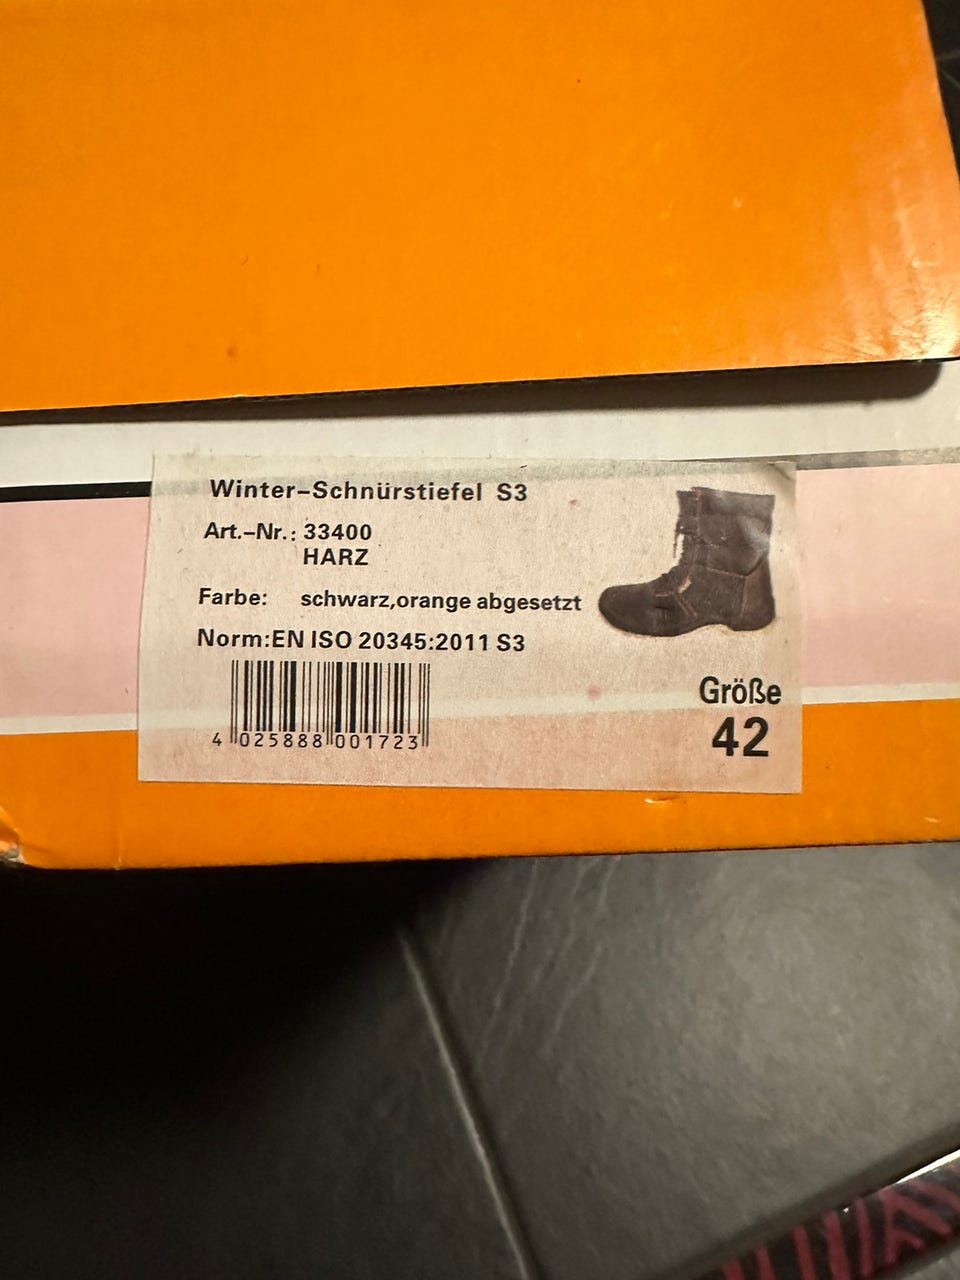 Winter-Schnürstiefel S3
Art.-Nr.: 33400
HARZ
Farbe: schwarz,orange abgesetzt
Norm:EN ISO 20345:2011 S3
4 025888 001723
Größe
42